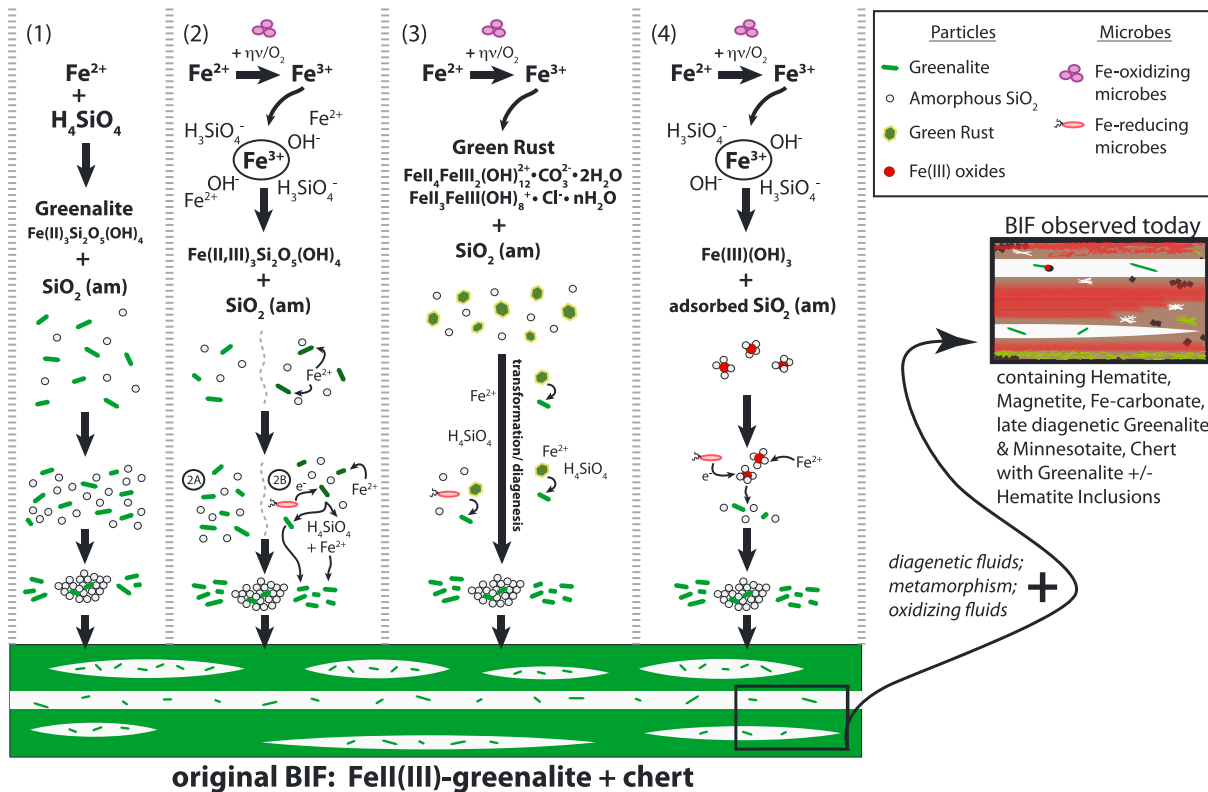 (1)
Fe²⁺
+
H₄SiO₄
Greenalite
Fe(II)₃Si₂O₅(OH)₄
+
SiO₂ (am)
(2)
+ ην/O₂
Fe²⁺
Fe³⁺
H₃SiO₄⁻
Fe²⁺
OH⁻
Fe³⁺
OH⁻
Fe²⁺
H₃SiO₄⁻
Fe(II,III)₃Si₂O₅(OH)₄
+
SiO₂ (am)
Fe²⁺
2A
2B
e⁻
Fe²⁺
H₄SiO₄
+ Fe²⁺
(3)
+ ην/O₂
Fe²⁺
Fe³⁺
Green Rust
FeII₄FeIII₂(OH)₁₂²⁺•CO₃²⁻•2H₂O
FeII₃FeIII(OH)₈⁺•Cl⁻•nH₂O
+
SiO₂ (am)
Fe²⁺
H₄SiO₄
transformation/ diagenesis
Fe²⁺
H₄SiO₄
(4)
+ ην/O₂
Fe²⁺
Fe³⁺
H₃SiO₄⁻
OH⁻
Fe³⁺
OH⁻
H₃SiO₄⁻
Fe(III)(OH)₃
+
adsorbed SiO₂ (am)
e⁻
Fe²⁺
Particles
Greenalite
Amorphous SiO₂
Green Rust
Fe(III) oxides
Microbes
Fe-oxidizing
microbes
Fe-reducing
microbes
BIF observed today
containing Hematite,
Magnetite, Fe-carbonate,
late diagenetic Greenalite
& Minnesotaite, Chert
with Greenalite +/-
Hematite Inclusions
diagenetic fluids;
metamorphism;
oxidizing fluids
+
original BIF: FeII(III)-greenalite + chert